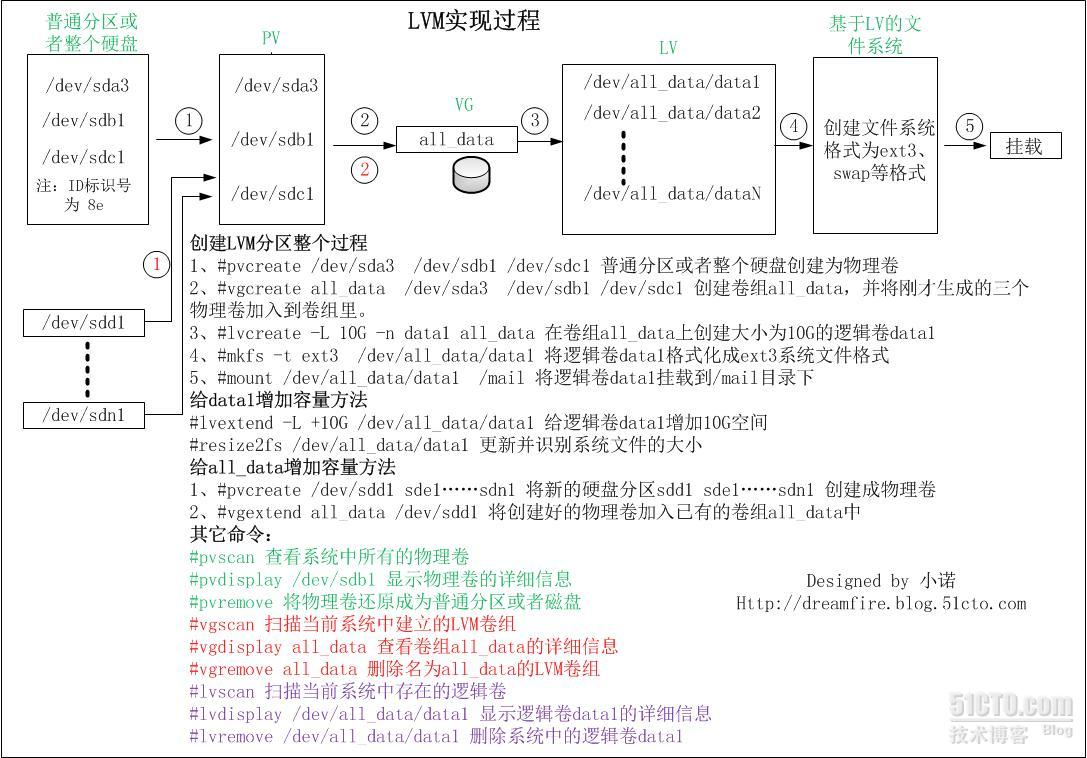 LVM实现过程
普通分区或
者整个硬盘
/dev/sda3
/dev/sdb1
/dev/sdc1
注: ID标识号
为 8e
①
PV
/dev/sda3
/dev/sdb1
/dev/sdc1
②
②
VG
all_data
③
LV
/dev/all_data/data1
/dev/all_data/data2
/dev/all_data/dataN
④
基于LV的文
件系统
创建文件系统
格式为ext3、
swap等格式
⑤
挂载
①
/dev/sdd1
/dev/sdn1
创建LVM分区整个过程
1、#pvcreate /dev/sda3 /dev/sdb1 /dev/sdc1 普通分区或者整个硬盘创建为物理卷
2、#vgcreate all_data /dev/sda3 /dev/sdb1 /dev/sdc1 创建卷组all_data，并将刚才生成的三个
物理卷加入到卷组里。
3、#lvcreate -L 10G -n data1 all_data 在卷组all_data上创建大小为10G的逻辑卷data1
4、#mkfs -t ext3 /dev/all_data/data1 将逻辑卷data1格式化成ext3系统文件格式
5、#mount /dev/all_data/data1 /mail 将逻辑卷data1挂载到/mail目录下
给data1增加容量方法
#lvextend -L +10G /dev/all_data/data1 给逻辑卷data1增加10G空间
#resize2fs /dev/all_data/data1 更新并识别系统文件的大小
给all_data增加容量方法
1、#pvcreate /dev/sdd1 sde1……sdn1 将新的硬盘分区sdd1 sde1……sdn1 创建成物理卷
2、#vgextend all_data /dev/sdd1 将创建好的物理卷加入已有的卷组all_data中
其它命令:
#pvscan 查看系统中所有的物理卷
#pvdisplay /dev/sdb1 显示物理卷的详细信息
#pvremove 将物理卷还原成为普通分区或者磁盘
#vgscan 扫描当前系统中建立的LVM卷组
#vgdisplay all_data 查看卷组all_data的详细信息
#vgremove all_data 删除名为all_data的LVM卷组
#lvscan 扫描当前系统中存在的逻辑卷
#lvdisplay /dev/all_data/data1 显示逻辑卷data1的详细信息
#lvremove /dev/all_data/data1 删除系统中的逻辑卷data1
Designed by 小诺
Http://dreamfire.blog.51cto.com
51CTO.com
技术博客 Blog